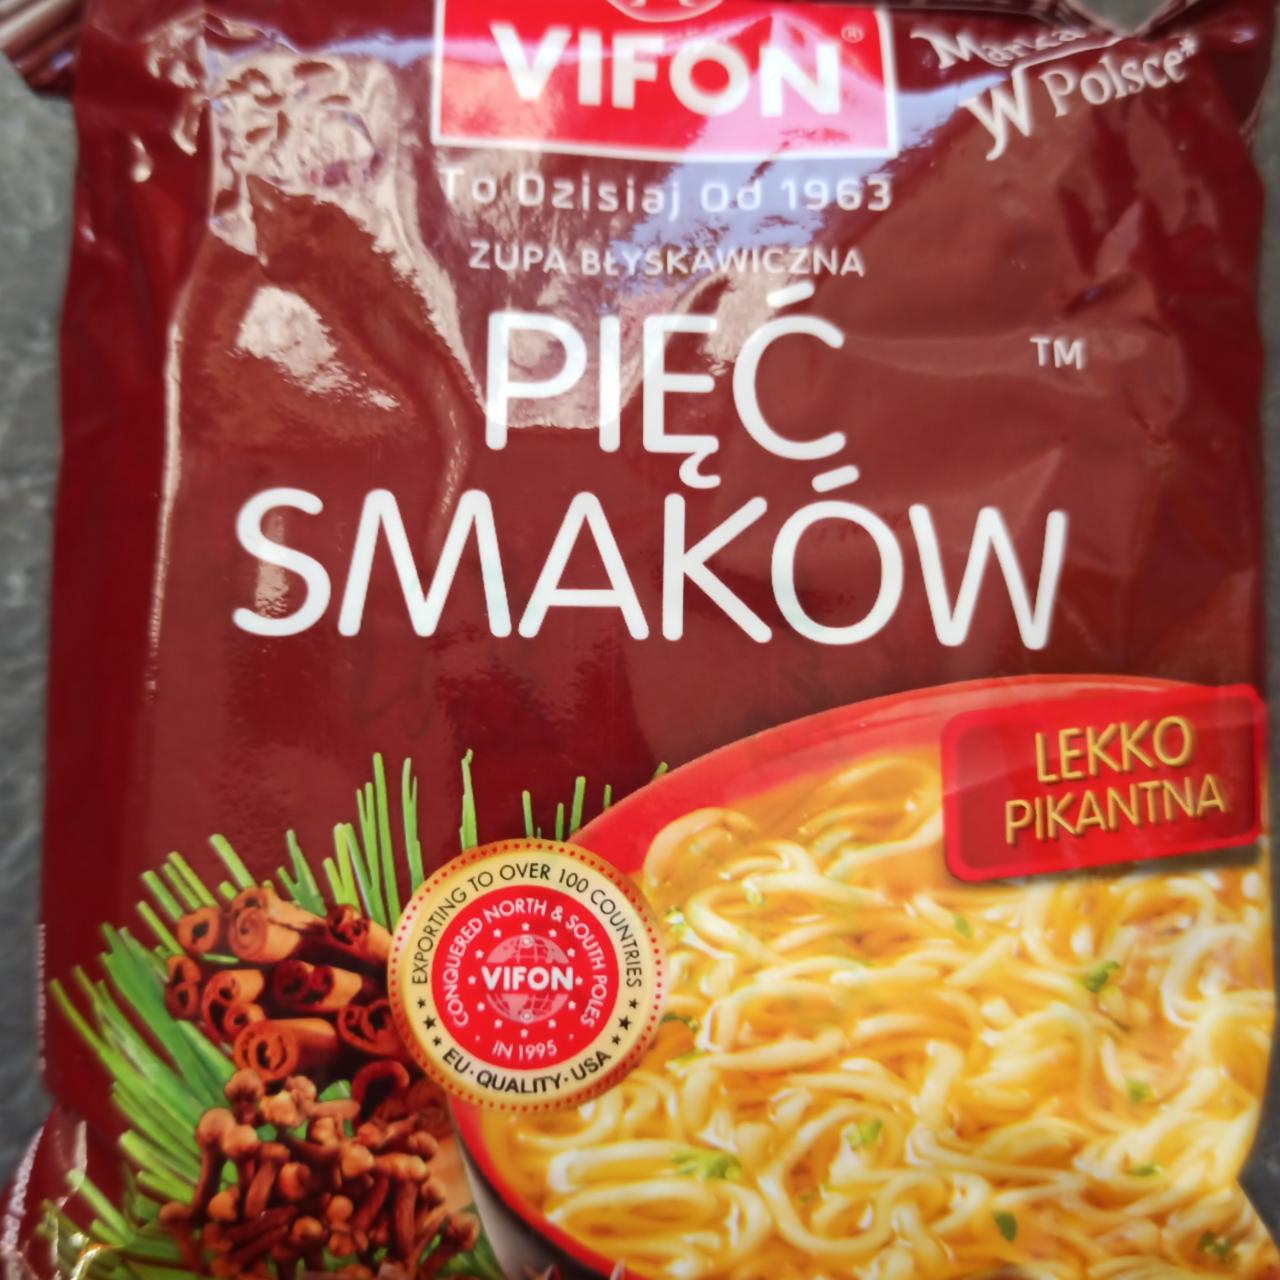 VIFON®
Marka
W Polsce*
To Dzisiaj Od 1963
ZUPA BŁYSKAWICZNA
PIĘĆ
TM
SMAKÓW
LEKKO
PIKANTNA
EXPORTING TO OVER 100 COUNTRIES
CONQUERED NORTH & SOUTH POLES
VIFON
IN 1995
EU·QUALITY·USA